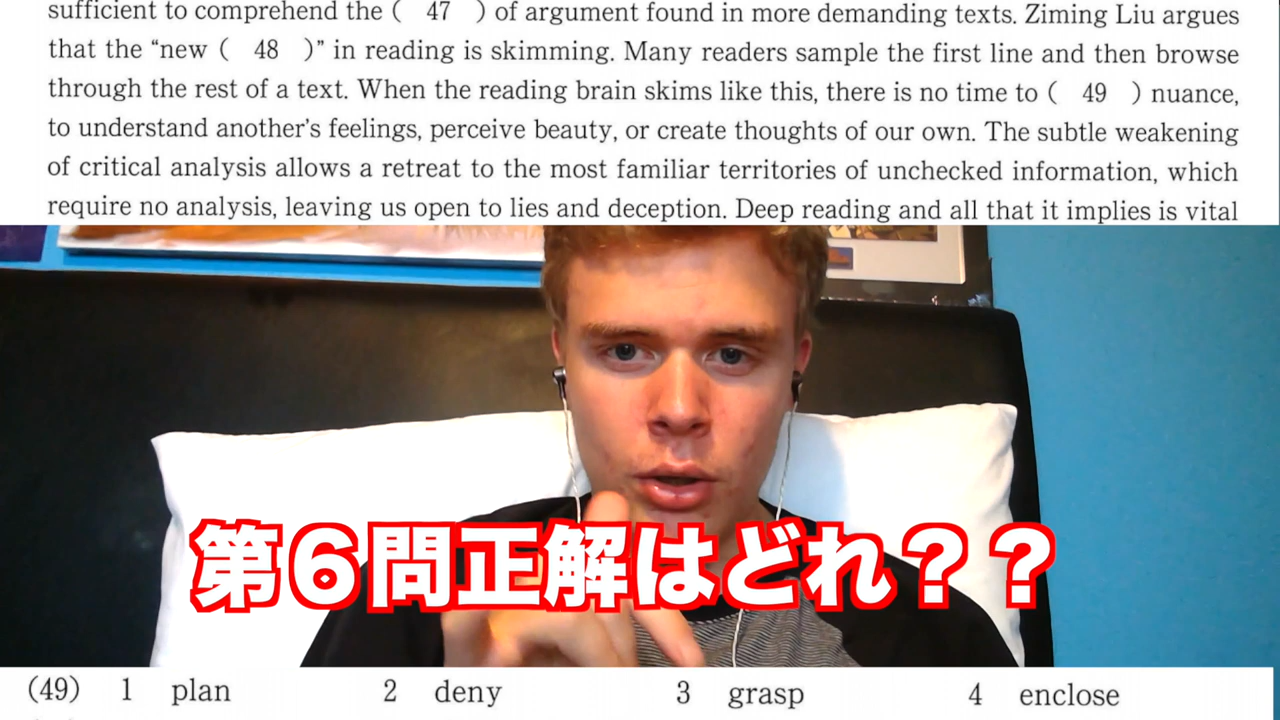 sufficient to comprehend the ( 47 ) of argument found in more demanding texts. Ziming Liu argues
that the “new ( 48 )” in reading is skimming. Many readers sample the first line and then browse
through the rest of a text. When the reading brain skims like this, there is no time to ( 49 ) nuance,
to understand another’s feelings, perceive beauty, or create thoughts of our own. The subtle weakening
of critical analysis allows a retreat to the most familiar territories of unchecked information, which
require no analysis, leaving us open to lies and deception. Deep reading and all that it implies is vital
第6問正解はどれ？？
(49) 1 plan 2 deny 3 grasp 4 enclose